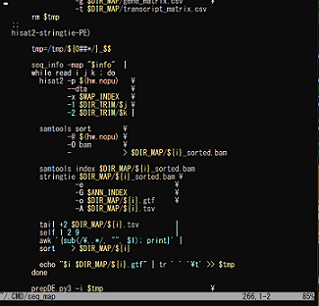 -g $DIR_MAP/gene_matrix.csv ¥
-t $DIR_MAP/transcript_matrix.csv
rm $tmp
;;
hisat2-stringtie-PE)
tmp=/tmp/${0##*/}_$$
seq_info -map "$info" |
while read i j k ; do
hisat2 -p $(hw.nopu) ¥
--dta ¥
-x $MAP_INDEX ¥
-1 $DIR_TRIM/$j ¥
-2 $DIR_TRIM/$k |
samtools sort ¥
-@ $(hw.nopu) ¥
-O bam ¥
- > $DIR_MAP/${i}_sorted.bam
samtools index $DIR_MAP/${i}_sorted.bam
stringtie $DIR_MAP/${i}_sorted.bam ¥
-e ¥
-G $ANN_INDEX ¥
-o $DIR_MAP/${i}.gtf ¥
-A $DIR_MAP/${i}.tsv
tail +2 $DIR_MAP/${i}.tsv |
self 1 2 9 |
awk '{sub(/¥..*/, "", $1); print}' |
sort > $DIR_MAP/${i}
echo "$i $DIR_MAP/${i}.gtf" | tr ' ' '¥t' >> $tmp
done
prepDE.py3 -i $tmp ¥
~/.CMD/seq_map 266,1-2 85%